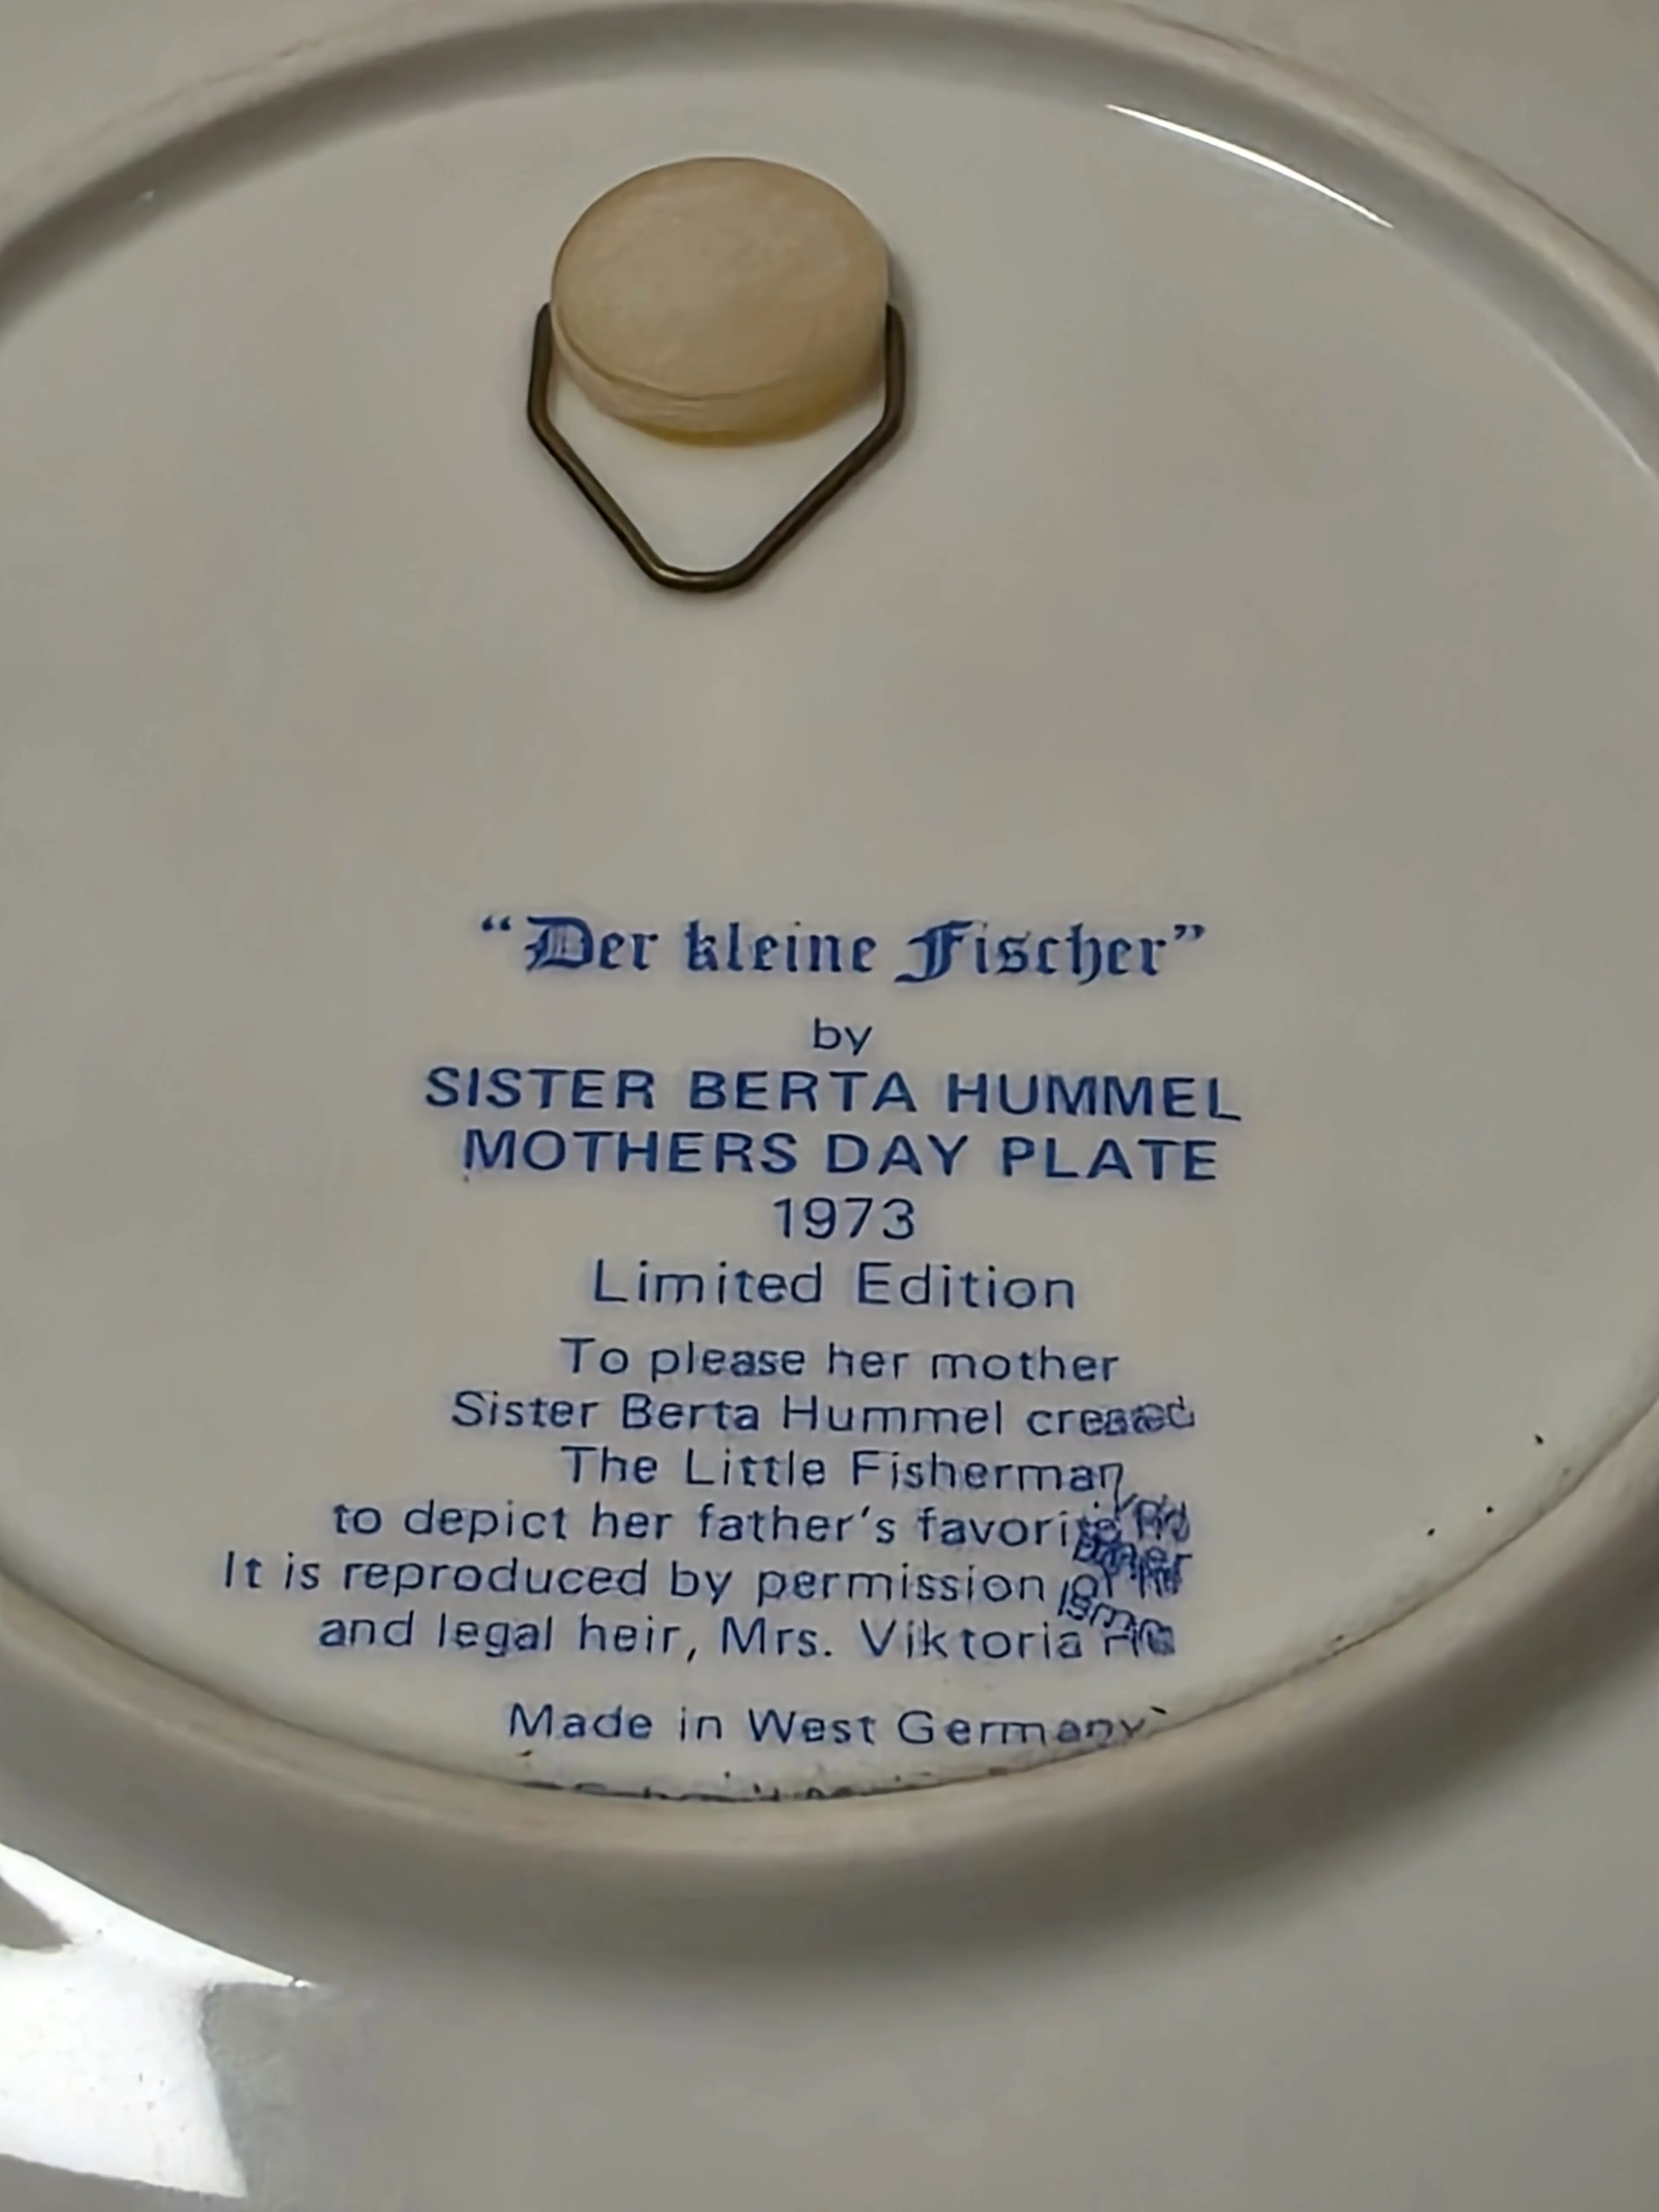 “Der kleine Fischer”
by
SISTER BERTA HUMMEL
MOTHERS DAY PLATE
1973
Limited Edition
To please her mother
Sister Berta Hummel
The Little Fisherman
to depict her father's
It is reproduced by permission
and legal heir, Mrs. Viktoria
Made in West Germany